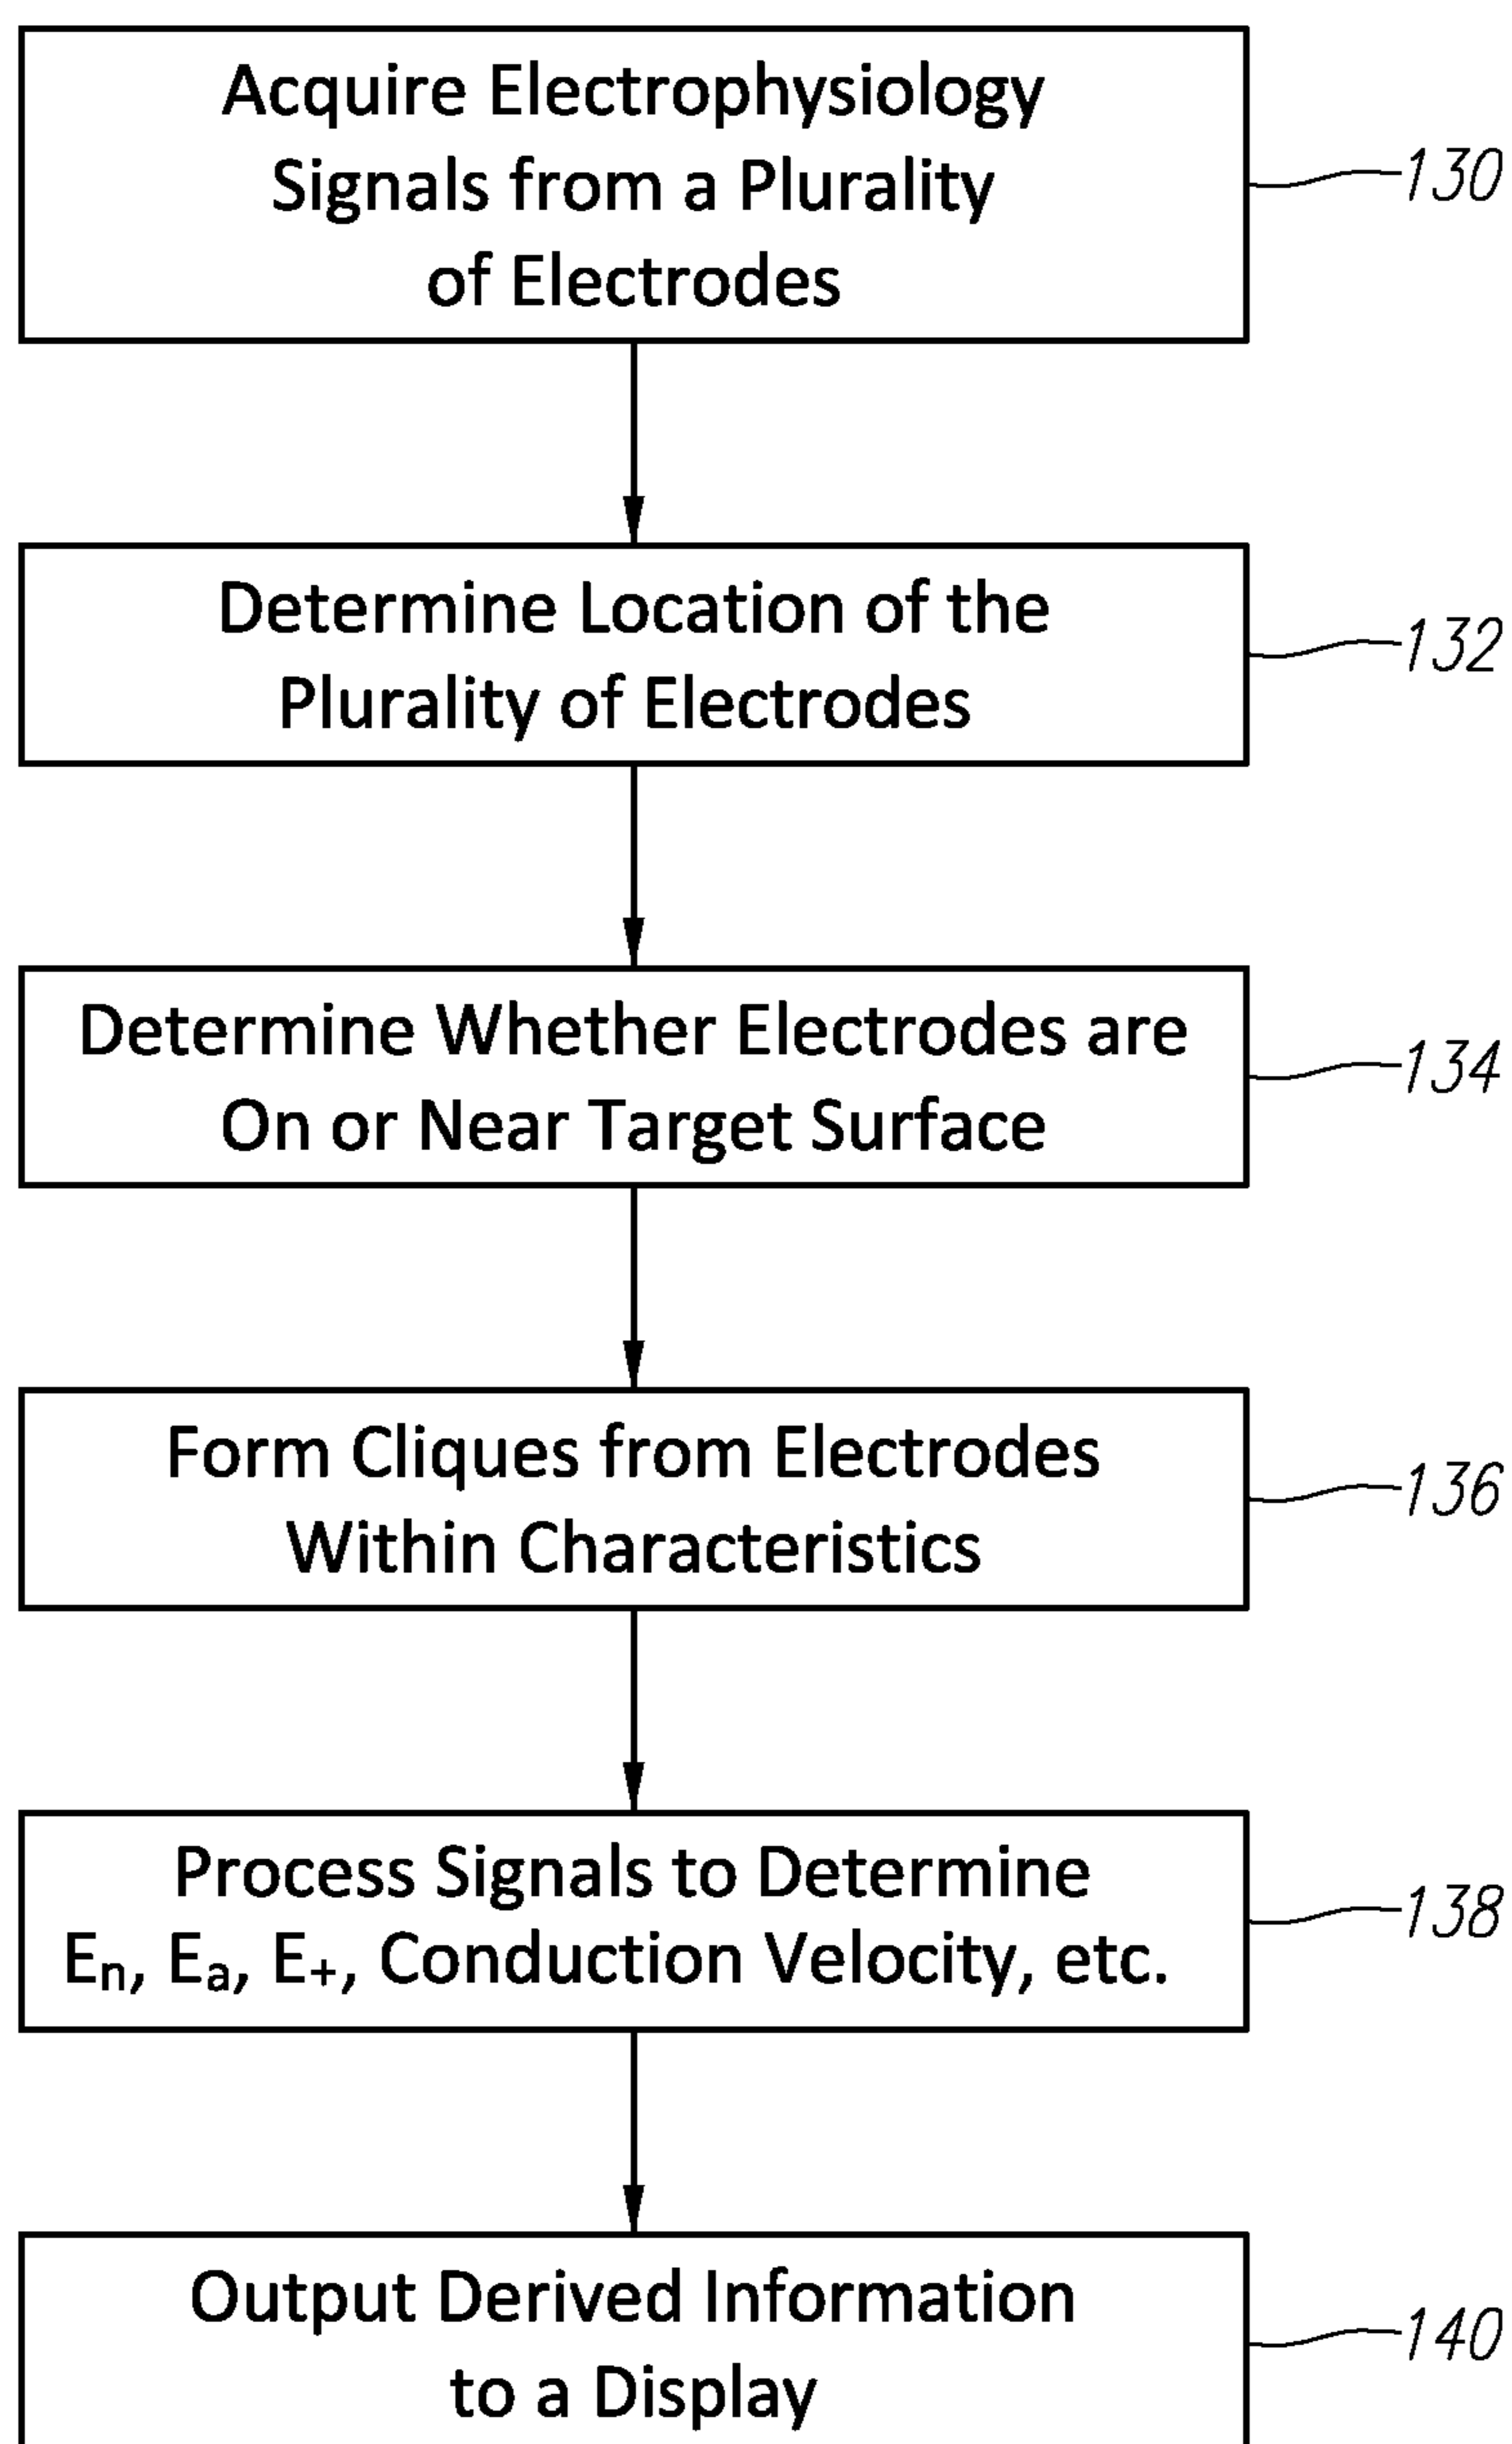 Acquire Electrophysiology
Signals from a Plurality
of Electrodes
130
Determine Location of the
Plurality of Electrodes
132
Determine Whether Electrodes are
On or Near Target Surface
134
Form Cliques from Electrodes
Within Characteristics
136
Process Signals to Determine
Eₙ, Eₐ, E₊, Conduction Velocity, etc.
138
Output Derived Information
to a Display
140